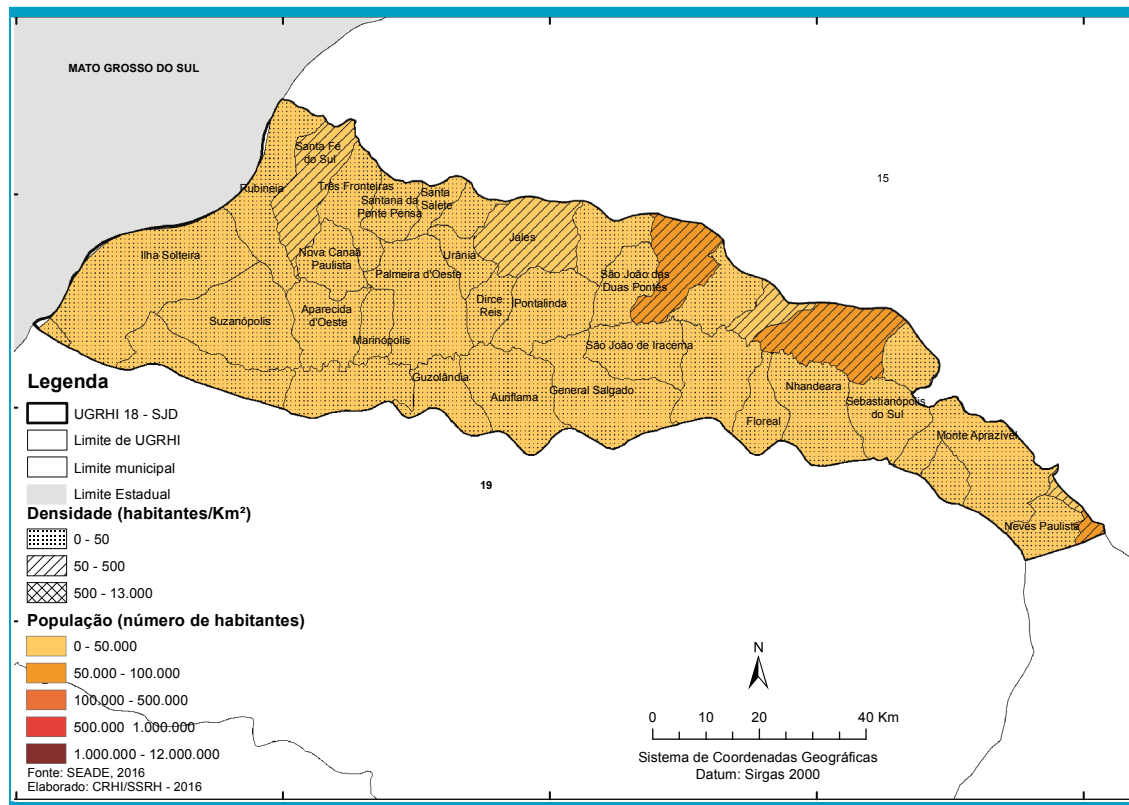 MATO GROSSO DO SUL
15
Santa Fé
do Sul
Rubineia
Três Fronteiras
Santana da
Ponte Pensa
Santa
Salete
Jales
Ilha Solteira
Nova Canaã
Paulista
Urânia
Palmeira d'Oeste
São João das
Duas Pontes
Dirce
Reis
Pontalinda
Suzanópolis
Aparecida
d'Oeste
Marinópolis
São João de Iracema
Guzolândia
General Salgado
Auriflama
Nhandeara
Floreal
Sebastianópolis
do Sul
Monte Aprazível
Neves Paulista
19
Legenda
UGRHI 18 - SJD
Limite de UGRHI
Limite municipal
Limite Estadual
Densidade (habitantes/Km²)
0 - 50
50 - 500
500 - 13.000
População (número de habitantes)
0 - 50.000
50.000 - 100.000
100.000 - 500.000
500.000 1.000.000
1.000.000 - 12.000.000
Fonte: SEADE, 2016
Elaborado: CRHI/SSRH - 2016
N
0 10 20 40 Km
Sistema de Coordenadas Geográficas
Datum: Sirgas 2000